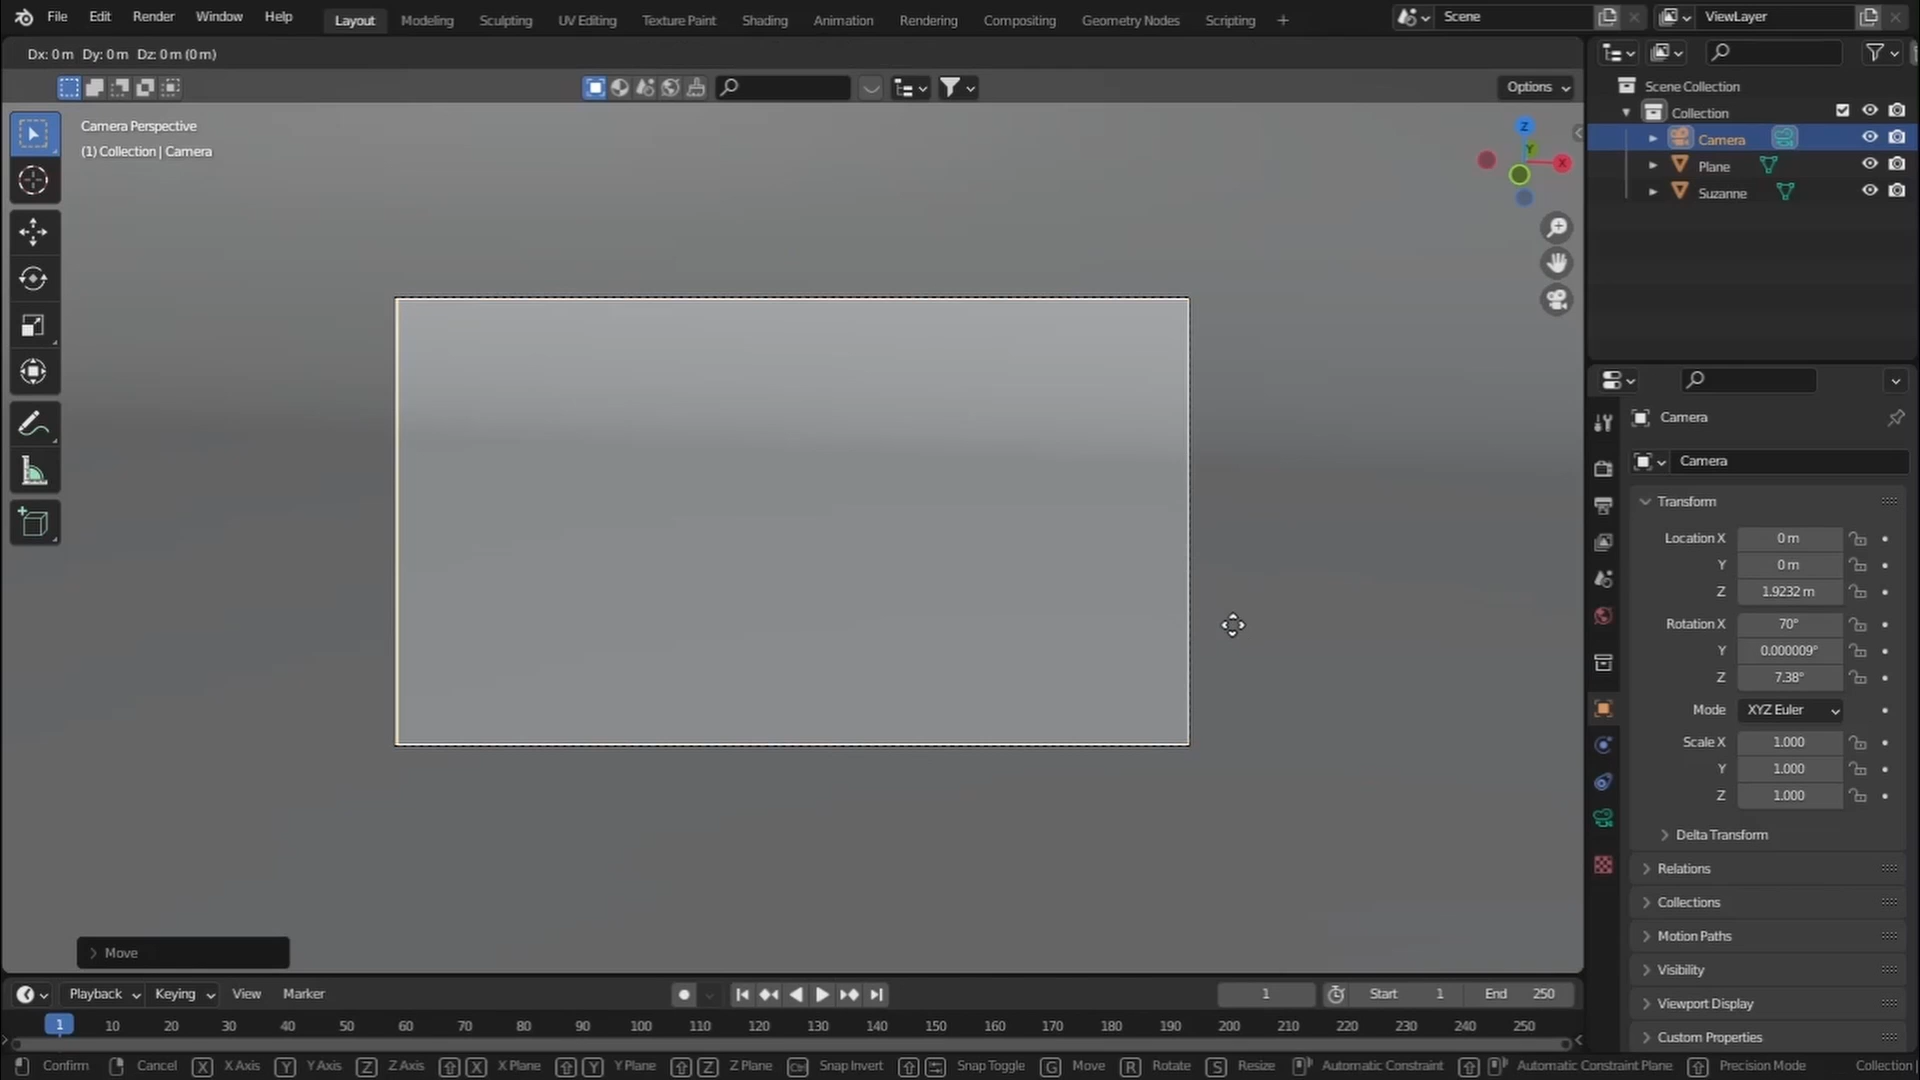 File Edit Render Window Help Layout Modeling Sculpting UV Editing Texture Paint Shading Animation Rendering Compositing Geometry Nodes Scripting + Scene ViewLayer
Dx: 0 m Dy: 0 m Dz: 0 m (0 m)
Options
Camera Perspective
(1) Collection | Camera
Z
Y
X
Scene Collection
Collection
Camera
Plane
Suzanne
Camera
Camera
Transform
Location X 0 m
Y 0 m
Z 1.9232 m
Rotation X 70°
Y 0.000009°
Z 7.38°
Mode XYZ Euler
Scale X 1.000
Y 1.000
Z 1.000
Delta Transform
Relations
Collections
Motion Paths
Visibility
Viewport Display
Custom Properties
Move
Playback Keying View Marker 1 Start 1 End 250
1 10 20 30 40 50 60 70 80 90 100 110 120 130 140 150 160 170 180 190 200 210 220 230 240 250
Confirm Cancel X X Axis Y Y Axis Z Z Axis X X Plane Y Y Plane Z Z Plane Ctrl Snap Invert Snap Toggle G Move R Rotate S Resize Automatic Constraint Automatic Constraint Plane Precision Mode Collection